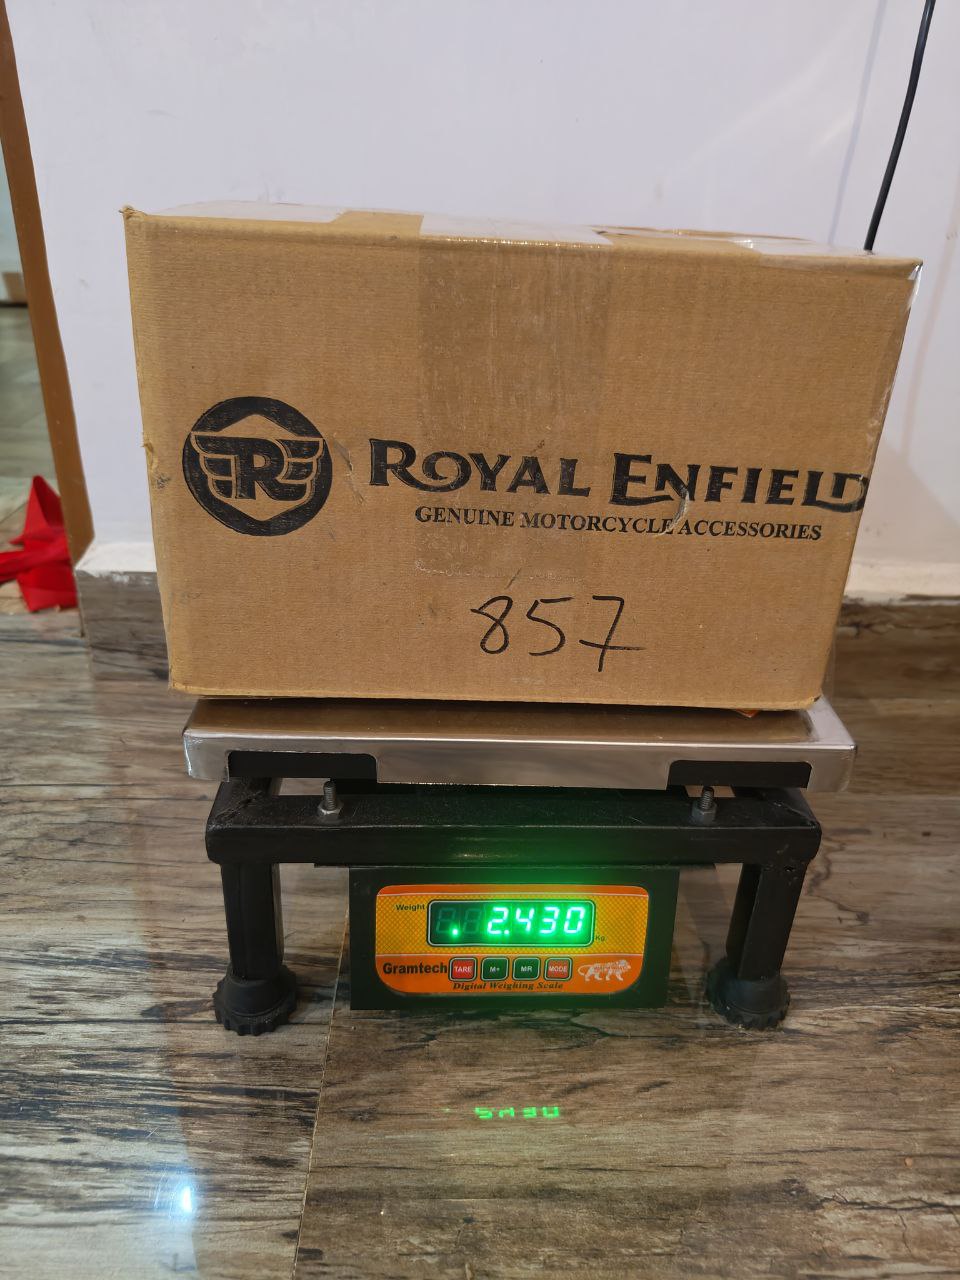 R
ROYAL ENFIELD
GENUINE MOTORCYCLE ACCESSORIES
857
Weight
2.430
Kg
Gramtech
TARE
M+
MR
MODE
Digital Weighing Scale